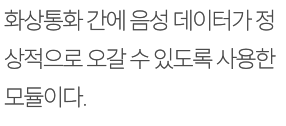 화상통화 간에 음성 데이터가 정
상적으로 오갈 수 있도록 사용한
모듈이다.